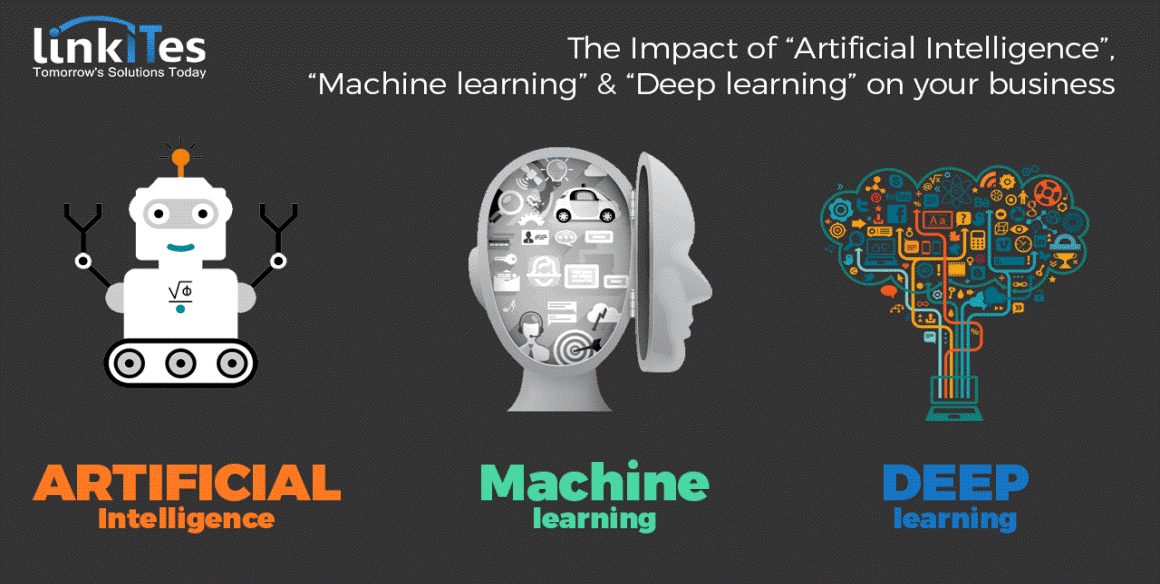 linkITes
Tomorrow's Solutions Today
The Impact of “Artificial Intelligence”,
“Machine learning” & “Deep learning” on your business
√Φ
A a
?
%
ARTIFICIAL
Intelligence
Machine
learning
DEEP
learning